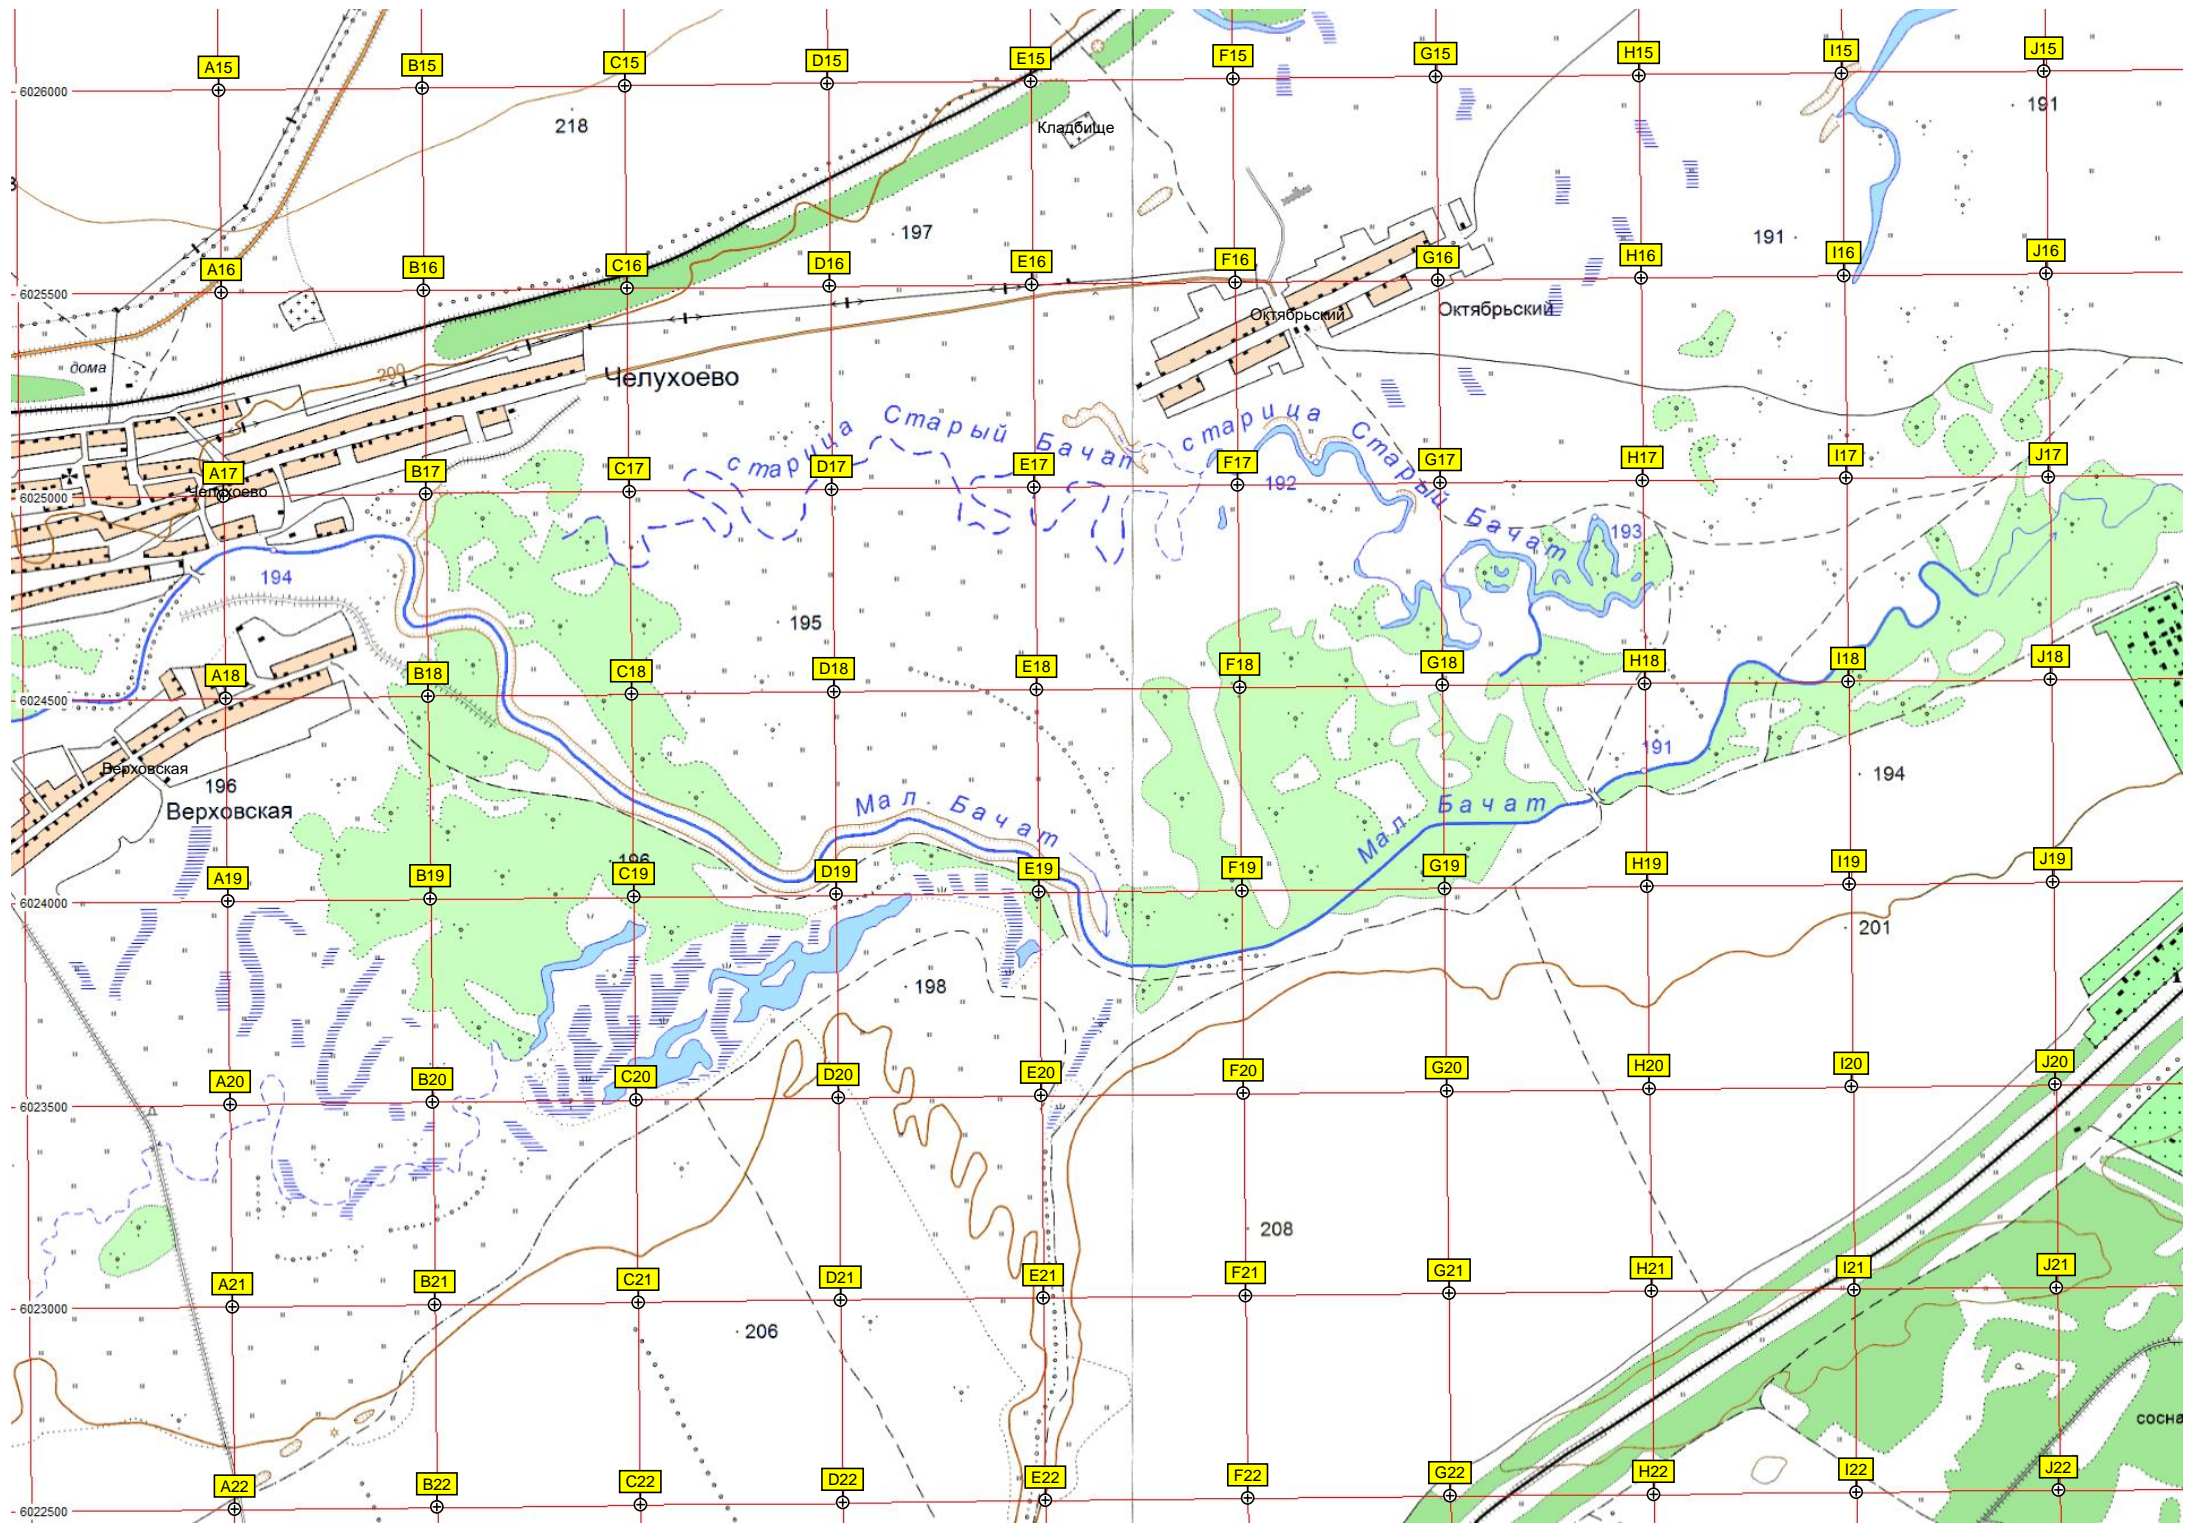 A15 B15 C15 D15 E15 F15 G15 H15 I15 J15
6026000
218
Кладбище
191
197
191
A16 B16 C16 D16 E16 F16 G16 H16 I16 J16
6025500
Октябрьский
Октябрьский
дома
200
Челухоево
старица Старый Бачат
старица Старый Бачат
A17 B17 C17 D17 E17 F17 G17 H17 I17 J17
6025000
Челухоево
192
193
194
195
A18 B18 C18 D18 E18 F18 G18 H18 I18 J18
6024500
191
Верховская
196
194
Верховская
Мал. Бачат
Мал. Бачат
196
A19 B19 C19 D19 E19 F19 G19 H19 I19 J19
6024000
201
198
A20 B20 C20 D20 E20 F20 G20 H20 I20 J20
6023500
208
A21 B21 C21 D21 E21 F21 G21 H21 I21 J21
6023000
206
сосна
A22 B22 C22 D22 E22 F22 G22 H22 I22 J22
6022500